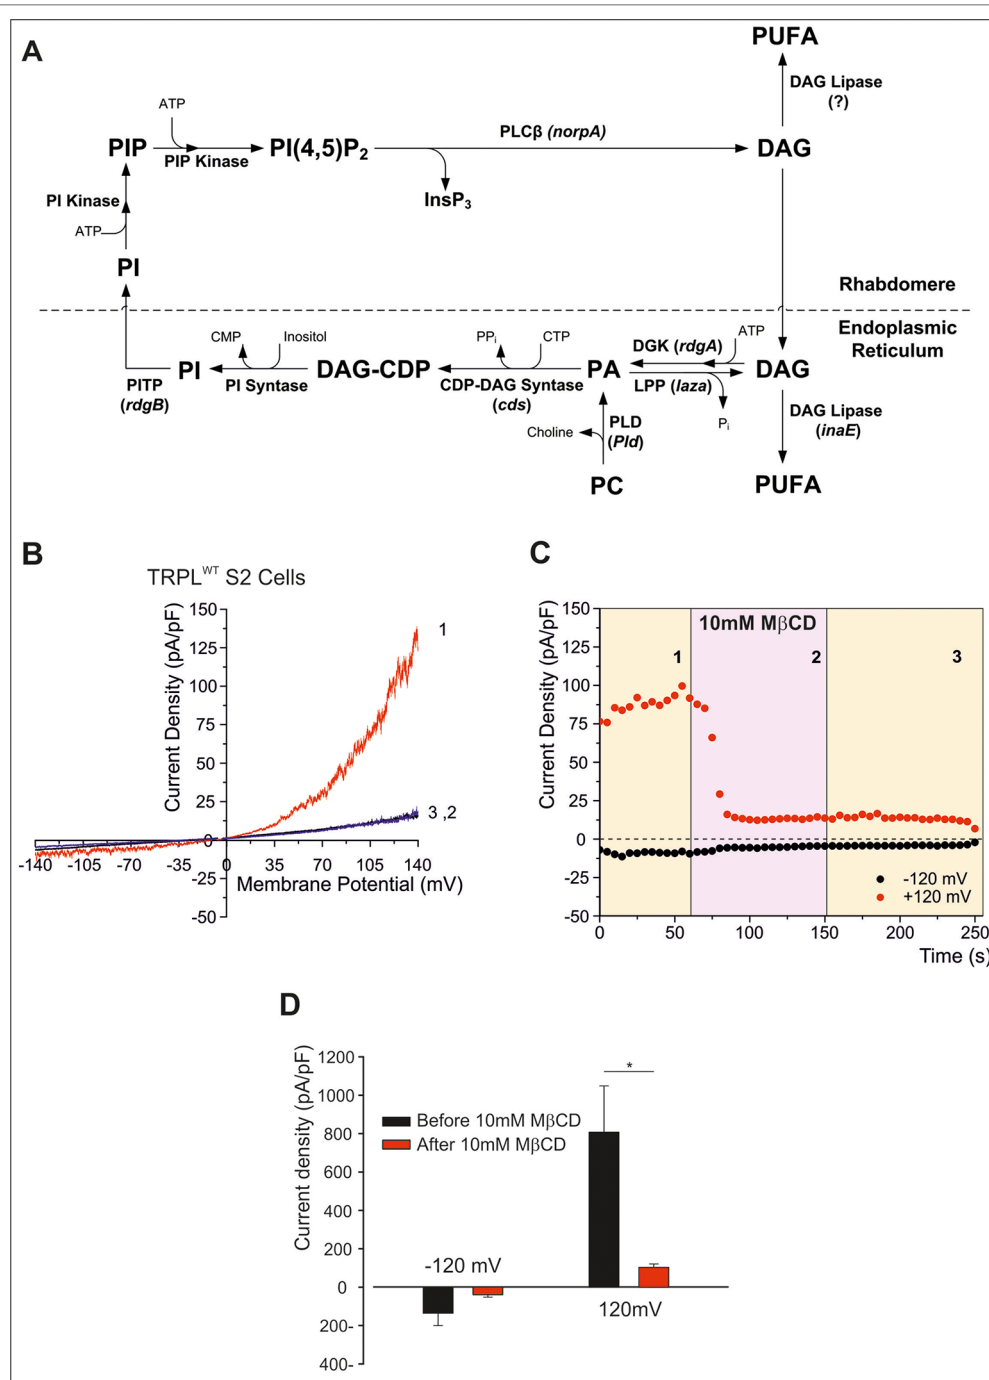 A
PUFA
DAG Lipase
(?)
ATP
PIP
PIP Kinase
PI(4,5)P₂
PLCβ (norpA)
DAG
InsP₃
PI Kinase
ATP
PI
Rhabdomere
Endoplasmic
Reticulum
CMP
Inositol
PPᵢ
CTP
DGK (rdgA)
ATP
PI
PI Syntase
DAG-CDP
CDP-DAG Syntase
(cds)
PA
LPP (laza)
DAG
PITP
(rdgB)
Pᵢ
Choline
PLD
(Pld)
DAG Lipase
(inaE)
PC
PUFA
B
TRPLᵂᵀ S2 Cells
Current Density (pA/pF)
150
125
100
75
50
25
0
-25
-50
1
3 ,2
-140 -105 -70 -35 0 35 70 105 140
Membrane Potential (mV)
C
Current Density (pA/pF)
150
125
100
75
50
25
0
-25
-50
10mM MβCD
1 2 3
-120 mV
+120 mV
0 50 100 150 200 250
Time (s)
D
Current density (pA/pF)
1200
1000
800
600
400
200
0
200-
400-
Before 10mM MβCD
After 10mM MβCD
*
-120 mV
120mV